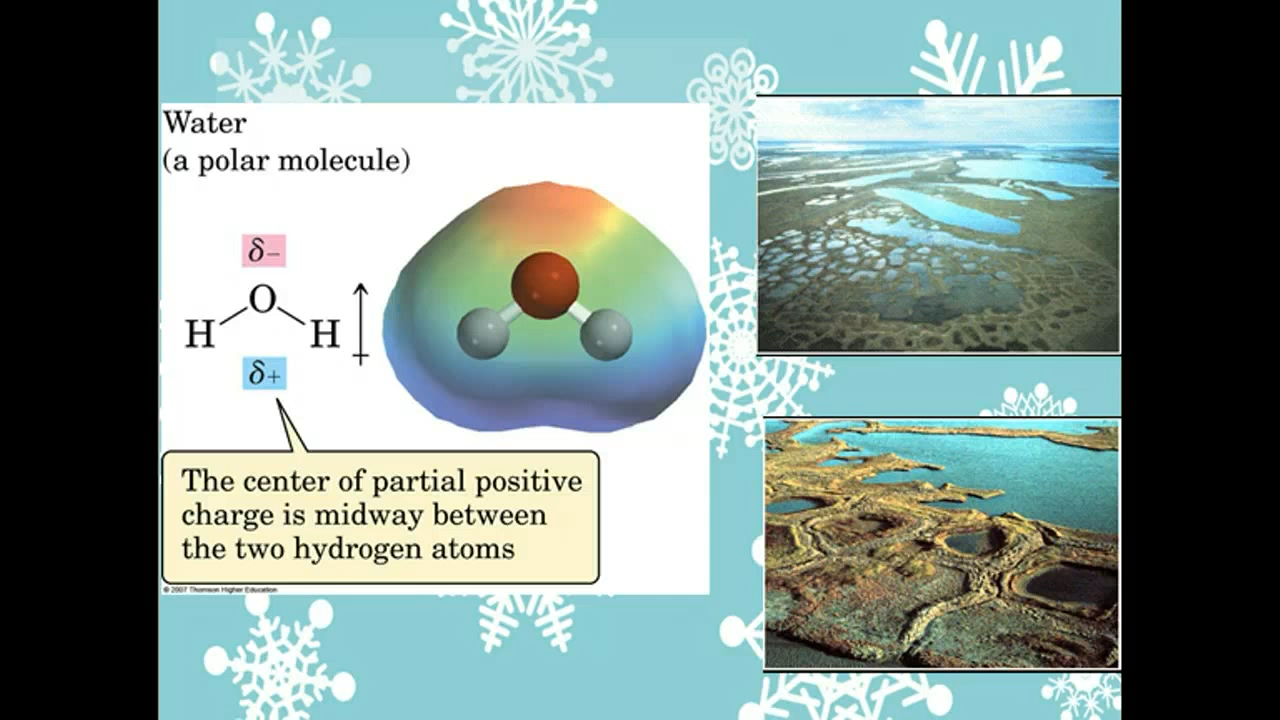 Water
(a polar molecule)
δ−
O
H H
δ+
The center of partial positive
charge is midway between
the two hydrogen atoms
© 2007 Thomson Higher Education